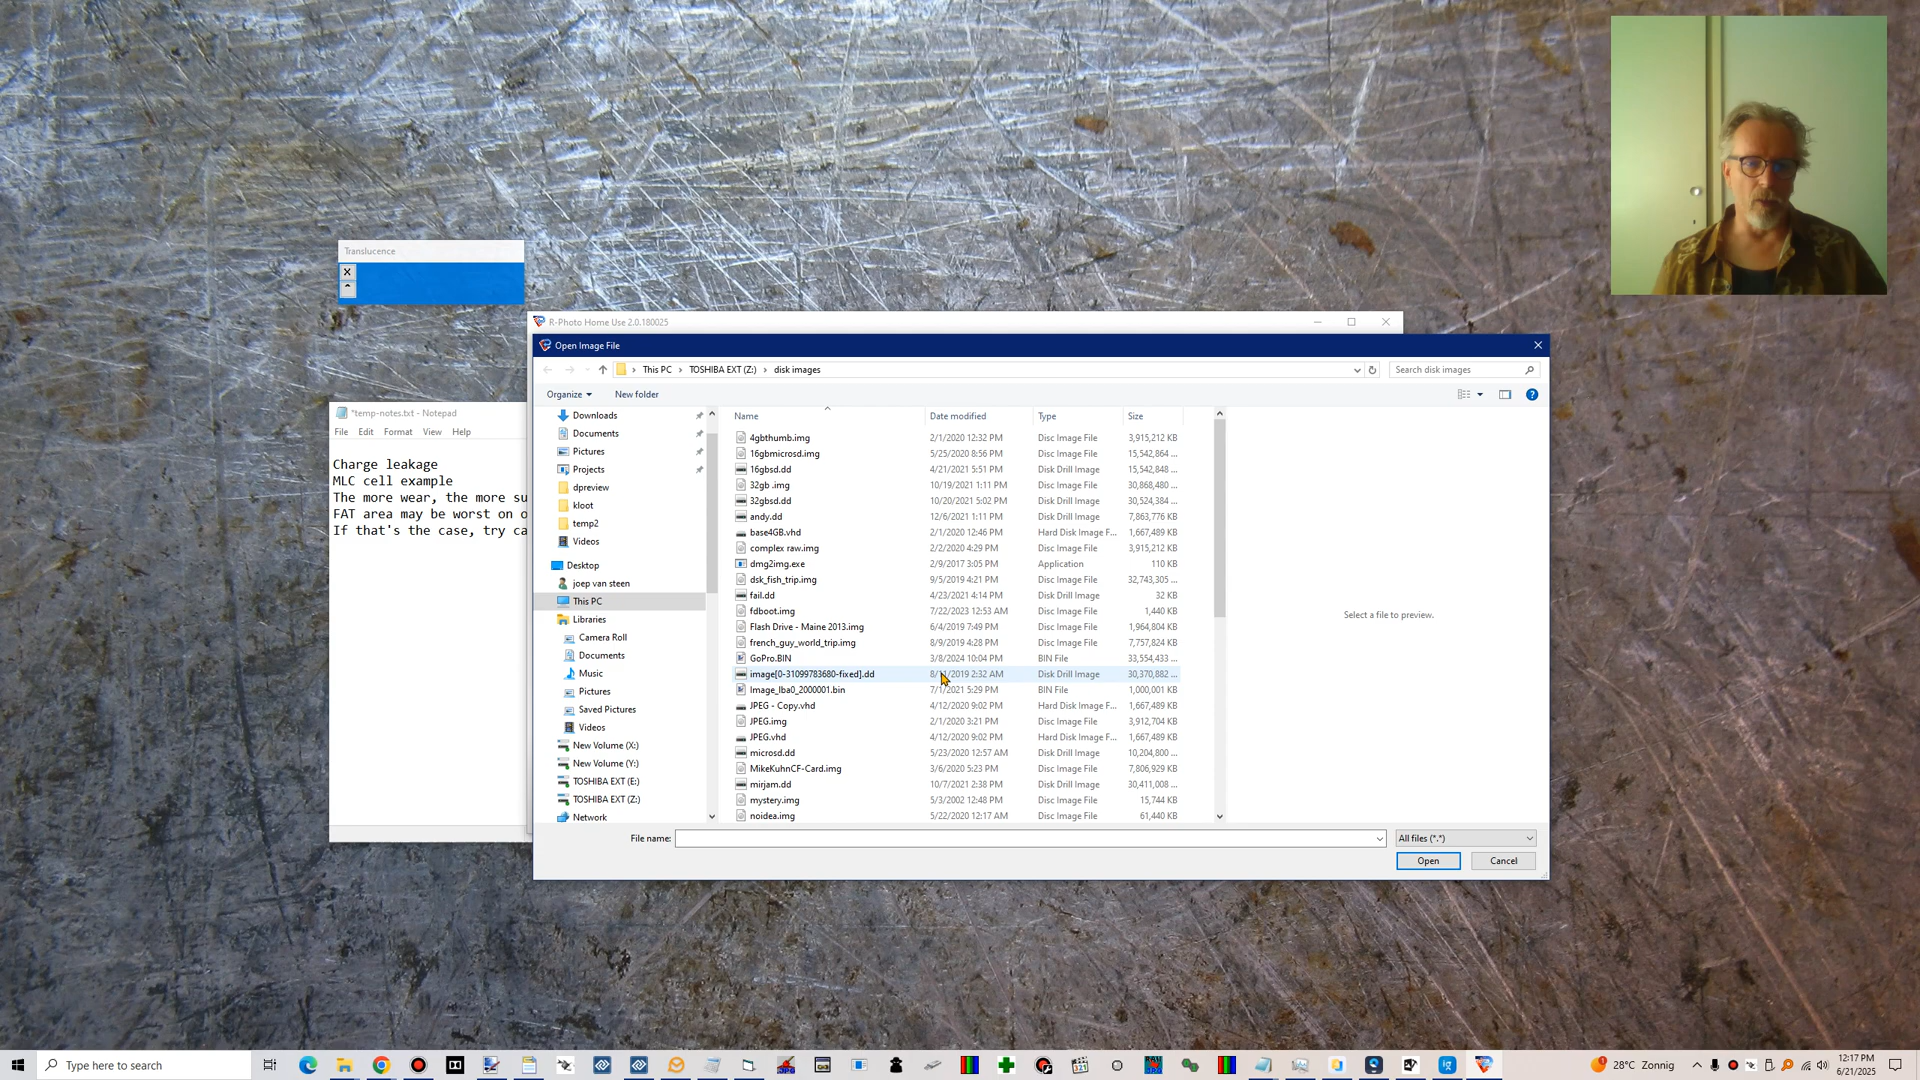 Translucence
X
R-Photo Home Use 2.0.180025
Open Image File
This PC › TOSHIBA EXT (Z:) › disk images
Search disk images
Organize
New folder
*temp-notes.txt - Notepad
File Edit Format View Help
Charge leakage
MLC cell example
The more wear, the more su
FAT area may be worst on o
If that's the case, try ca
Downloads
Documents
Pictures
Projects
dpreview
kloot
temp2
Videos
Desktop
joep van steen
This PC
Libraries
Camera Roll
Documents
Music
Pictures
Saved Pictures
Videos
New Volume (X:)
New Volume (Y:)
TOSHIBA EXT (E:)
TOSHIBA EXT (Z:)
Network
Name Date modified Type Size
4gbthumb.img 2/1/2020 12:32 PM Disc Image File 3,915,212 KB
16gbmicrosd.img 5/25/2020 8:56 PM Disc Image File 15,542,864 ...
16gbsd.dd 4/21/2021 5:51 PM Disk Drill Image 15,542,848 ...
32gb .img 10/19/2021 1:11 PM Disc Image File 30,868,480 ...
32gbsd.dd 10/20/2021 5:02 PM Disk Drill Image 30,524,384 ...
andy.dd 12/6/2021 1:11 PM Disk Drill Image 7,863,776 KB
base4GB.vhd 2/1/2020 12:46 PM Hard Disk Image F... 1,667,489 KB
complex raw.img 2/2/2020 4:29 PM Disc Image File 3,915,212 KB
dmg2img.exe 2/9/2017 3:05 PM Application 110 KB
dsk_fish_trip.img 9/5/2019 4:21 PM Disc Image File 32,743,305 ...
fail.dd 4/23/2021 4:14 PM Disk Drill Image 32 KB
fdboot.img 7/22/2023 12:53 AM Disc Image File 1,440 KB
Flash Drive - Maine 2013.img 6/4/2019 7:49 PM Disc Image File 1,964,804 KB
french_guy_world_trip.img 8/9/2019 4:28 PM Disc Image File 7,757,824 KB
GoPro.BIN 3/8/2024 10:04 PM BIN File 33,554,433 ...
image[0-31099783680-fixed].dd 2019 2:32 AM Disk Drill Image 30,370,882 ...
Image_lba0_2000001.bin 7/1/2021 5:29 PM BIN File 1,000,001 KB
JPEG - Copy.vhd 4/12/2020 9:02 PM Hard Disk Image F... 1,667,489 KB
JPEG.img 2/1/2020 3:21 PM Disc Image File 3,912,704 KB
JPEG.vhd 4/12/2020 9:02 PM Hard Disk Image F... 1,667,489 KB
microsd.dd 5/23/2020 12:57 AM Disk Drill Image 10,204,800 ...
MikeKuhnCF-Card.img 3/6/2020 5:23 PM Disc Image File 7,806,929 KB
mirjam.dd 10/7/2021 2:38 PM Disk Drill Image 30,411,008 ...
mystery.img 5/3/2002 12:48 PM Disc Image File 15,744 KB
noidea.img 5/22/2020 12:17 AM Disc Image File 61,440 KB
Select a file to preview.
File name:
All files (*.*)
Open
Cancel
Type here to search
28°C Zonnig
12:17 PM
6/21/2025